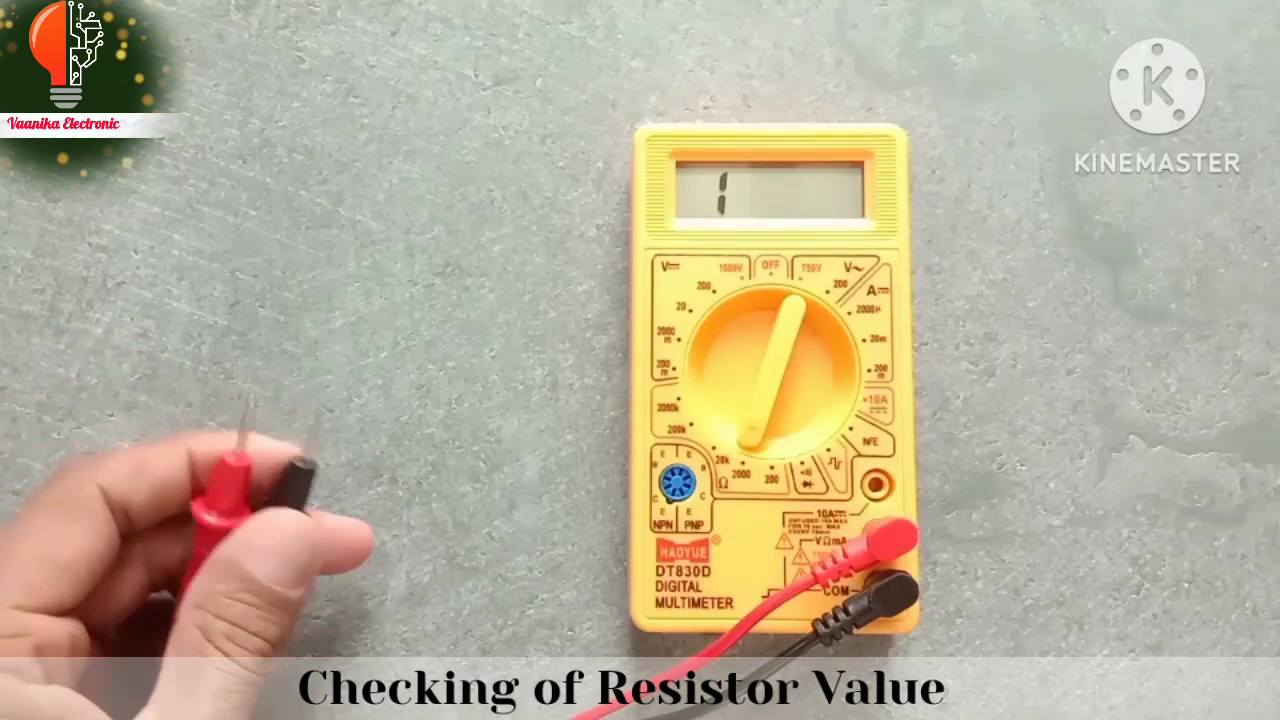 Vaanika Electronic
KINEMASTER
1
V⎓ 1000V OFF 750V V~
200 200
A⎓
20 2000µ
2000
m
20m
200
m
200
m
2000k 10A
200k hFE
20k
2000
200
Ω
E E
B B
C C
E E
NPN PNP
10A⎓
VΩmA
COM
HAOYUE ®
DT830D
DIGITAL
MULTIMETER
Checking of Resistor Value